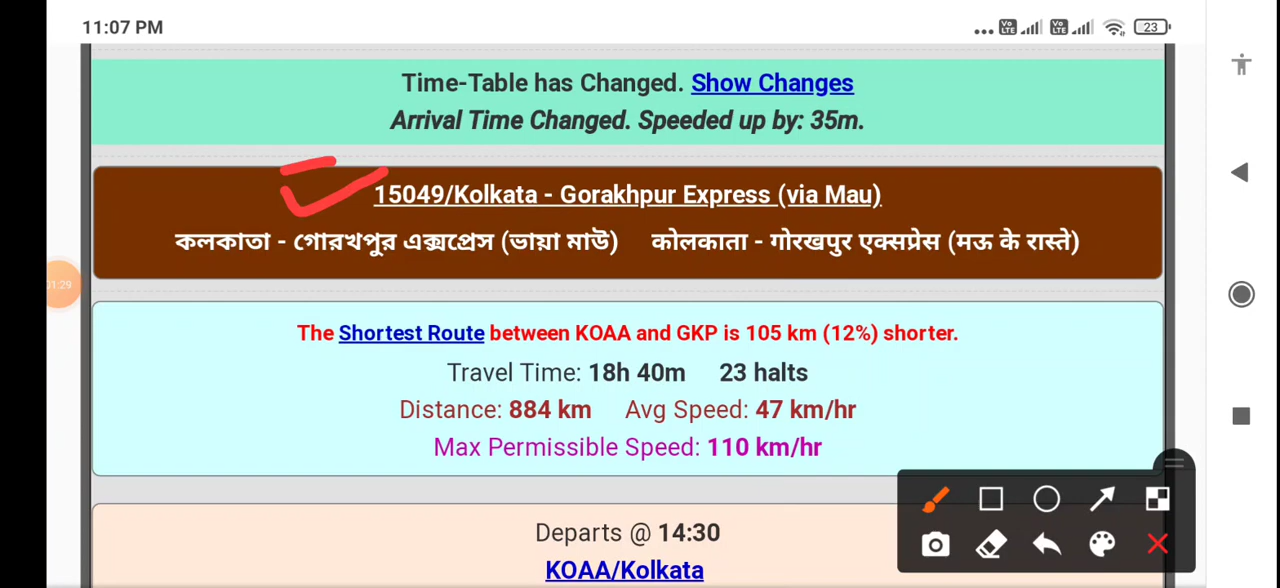 11:07 PM
23
Time-Table has Changed. Show Changes
Arrival Time Changed. Speeded up by: 35m.
15049/Kolkata - Gorakhpur Express (via Mau)
কলকাতা - গোরখপুর এক্সপ্রেস (ভায়া মাউ) कोलकाता - गोरखपुर एक्सप्रेस (मऊ के रास्ते)
01:29
The Shortest Route between KOAA and GKP is 105 km (12%) shorter.
Travel Time: 18h 40m 23 halts
Distance: 884 km Avg Speed: 47 km/hr
Max Permissible Speed: 110 km/hr
Departs @ 14:30
KOAA/Kolkata